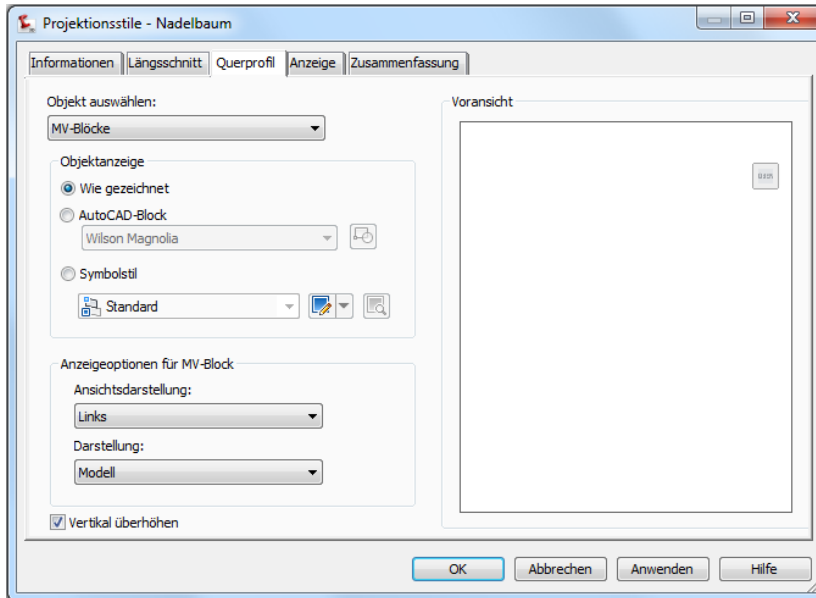 Projektionsstile - Nadelbaum
Informationen Längsschnitt Querprofil Anzeige Zusammenfassung
Objekt auswählen:
MV-Blöcke
Objektanzeige
Wie gezeichnet
AutoCAD-Block
Wilson Magnolia
Symbolstil
Standard
Anzeigeoptionen für MV-Block
Ansichtsdarstellung:
Links
Darstellung:
Modell
Vertikal überhöhen
Voransicht
OK Abbrechen Anwenden Hilfe